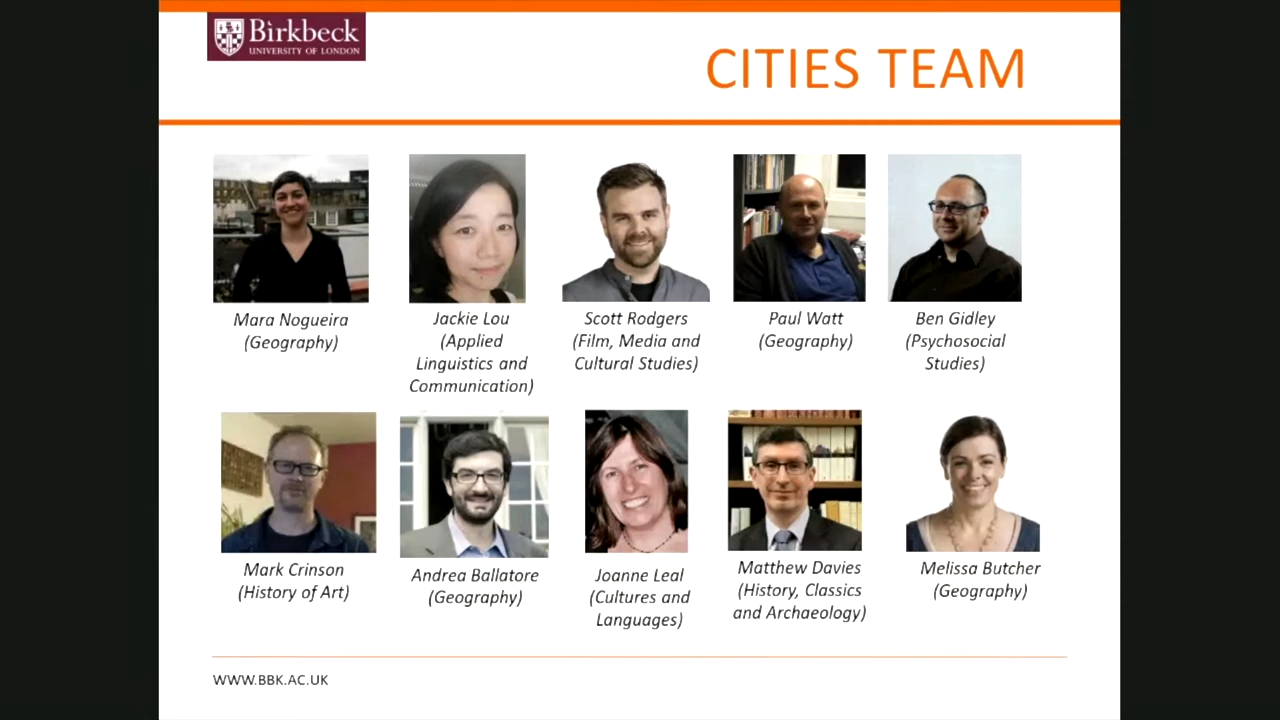 Birkbeck
UNIVERSITY OF LONDON
CITIES TEAM
Mara Nogueira
(Geography)
Jackie Lou
(Applied
Linguistics and
Communication)
Scott Rodgers
(Film, Media and
Cultural Studies)
Paul Watt
(Geography)
Ben Gidley
(Psychosocial
Studies)
Mark Crinson
(History of Art)
Andrea Ballatore
(Geography)
Joanne Leal
(Cultures and
Languages)
Matthew Davies
(History, Classics
and Archaeology)
Melissa Butcher
(Geography)
WWW.BBK.AC.UK